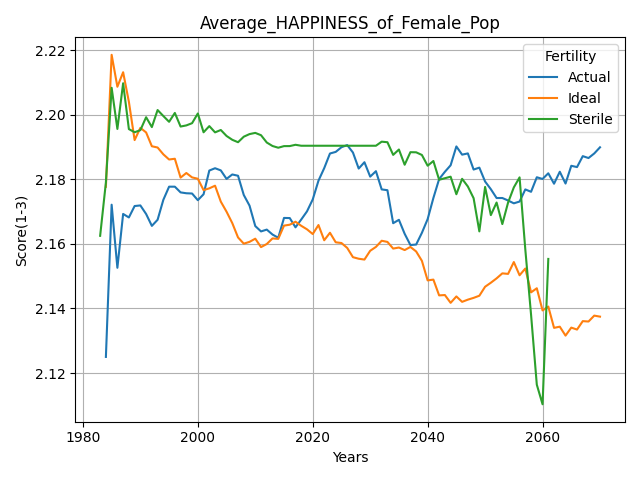 Average_HAPPINESS_of_Female_Pop
Fertility
Actual
Ideal
Sterile
Score(1-3)
2.22
2.20
2.18
2.16
2.14
2.12
1980
2000
2020
2040
2060
Years